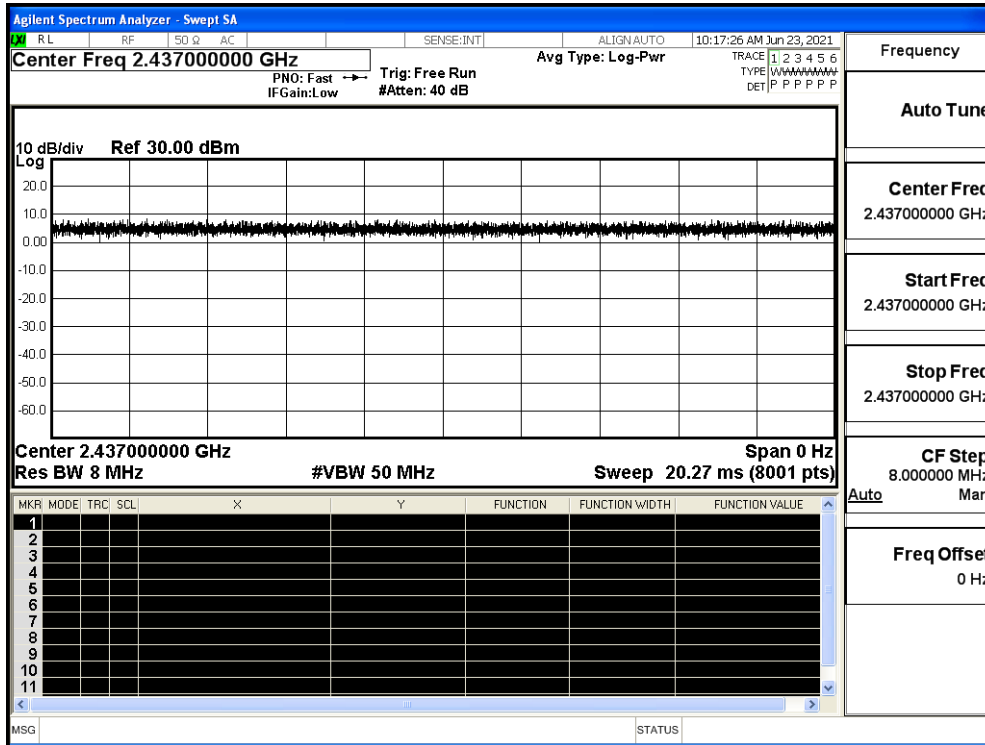 Agilent Spectrum Analyzer - Swept SA
LXI RL RF 50 Ω AC SENSE:INT ALIGN AUTO 10:17:26 AM Jun 23, 2021
Center Freq 2.437000000 GHz
PNO: Fast
IFGain:Low
Trig: Free Run
#Atten: 40 dB
Avg Type: Log-Pwr
TRACE 1 2 3 4 5 6
TYPE
DET P P P P P P
10 dB/div Ref 30.00 dBm
Log
20.0
10.0
0.00
-10.0
-20.0
-30.0
-40.0
-50.0
-60.0
Center 2.437000000 GHz Span 0 Hz
Res BW 8 MHz #VBW 50 MHz Sweep 20.27 ms (8001 pts)
MKR MODE TRC SCL X Y FUNCTION FUNCTION WIDTH FUNCTION VALUE
1
2
3
4
5
6
7
8
9
10
11
MSG STATUS
Frequency
Auto Tune
Center Freq
2.437000000 GHz
Start Freq
2.437000000 GHz
Stop Freq
2.437000000 GHz
CF Step
8.000000 MHz
Auto Man
Freq Offset
0 Hz